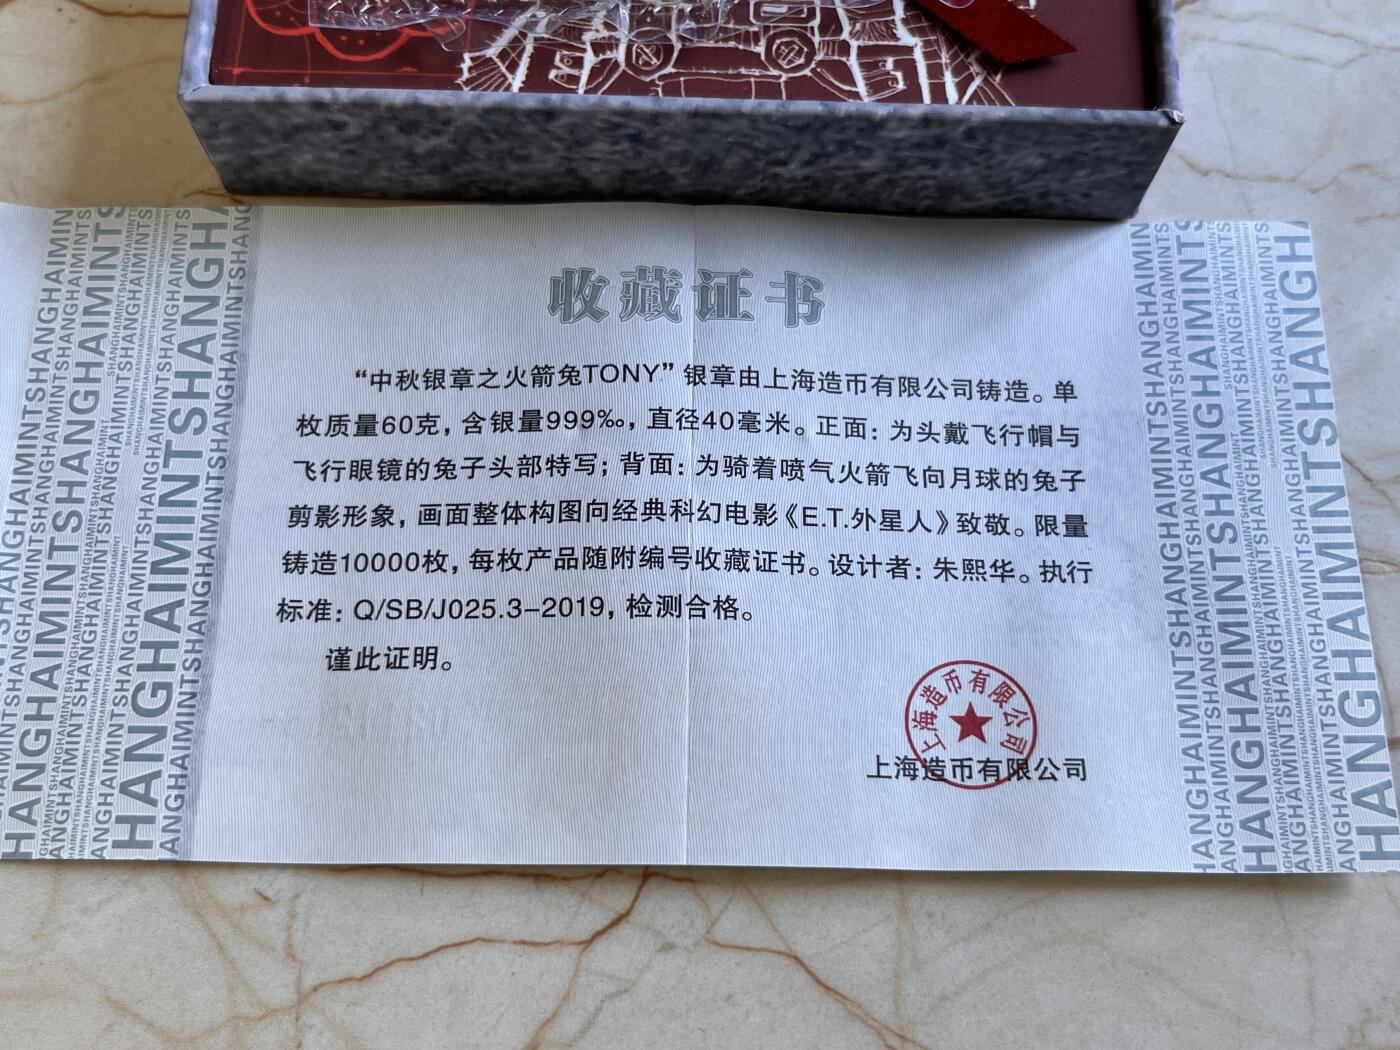 收藏证书
“中秋银章之火箭兔TONY”银章由上海造币有限公司铸造。单
枚质量60克，含银量999‰，直径40毫米。正面：为头戴飞行帽与
飞行眼镜的兔子头部特写；背面：为骑着喷气火箭飞向月球的兔子
剪影形象，画面整体构图向经典科幻电影《E.T.外星人》致敬。限量
铸造10000枚，每枚产品随附编号收藏证书。设计者：朱熙华。执行
标准：Q/SB/J025.3-2019，检测合格。
谨此证明。
上海造币有限公司
上海造币有限公司